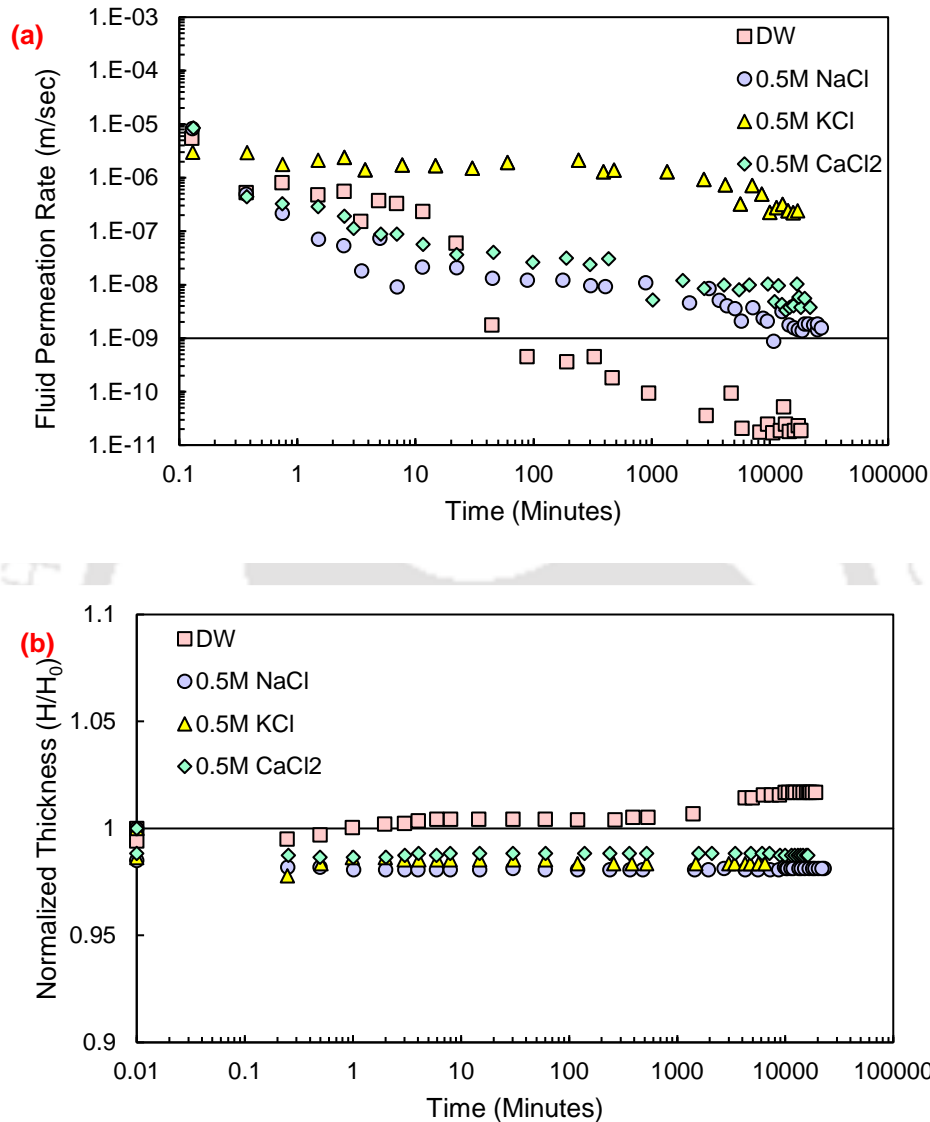 (a)
1.E-03
1.E-04
1.E-05
1.E-06
1.E-07
1.E-08
1.E-09
1.E-10
1.E-11
Fluid Permeation Rate (m/sec)
DW
0.5M NaCl
0.5M KCl
0.5M CaCl2
0.1 1 10 100 1000 10000 100000
Time (Minutes)
(b)
1.1
1.05
1
0.95
0.9
Normalized Thickness (H/H0)
DW
0.5M NaCl
0.5M KCl
0.5M CaCl2
0.01 0.1 1 10 100 1000 10000 100000
Time (Minutes)